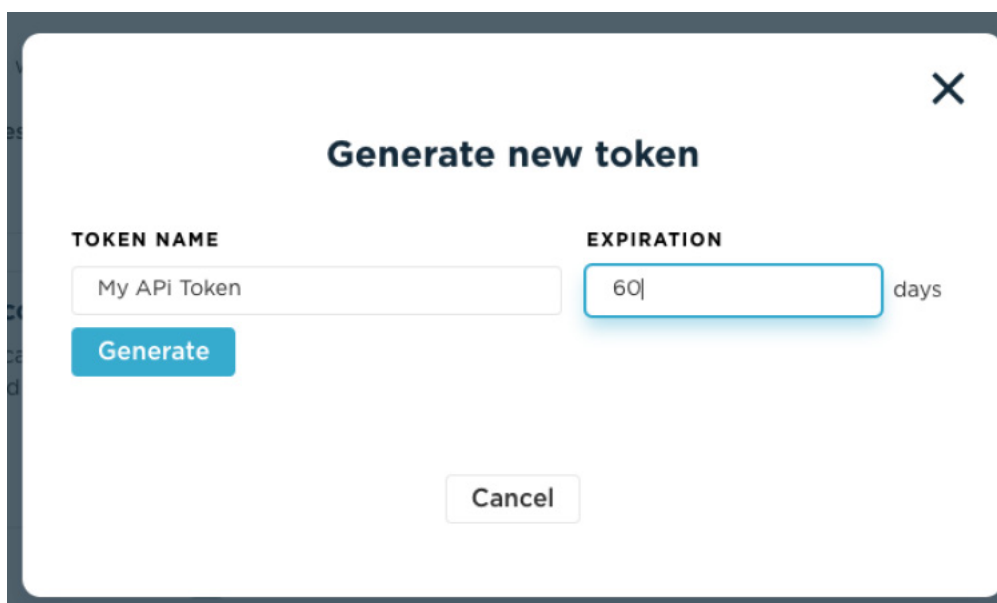 Generate new token
TOKEN NAME
EXPIRATION
My APi Token
60
days
Generate
Cancel